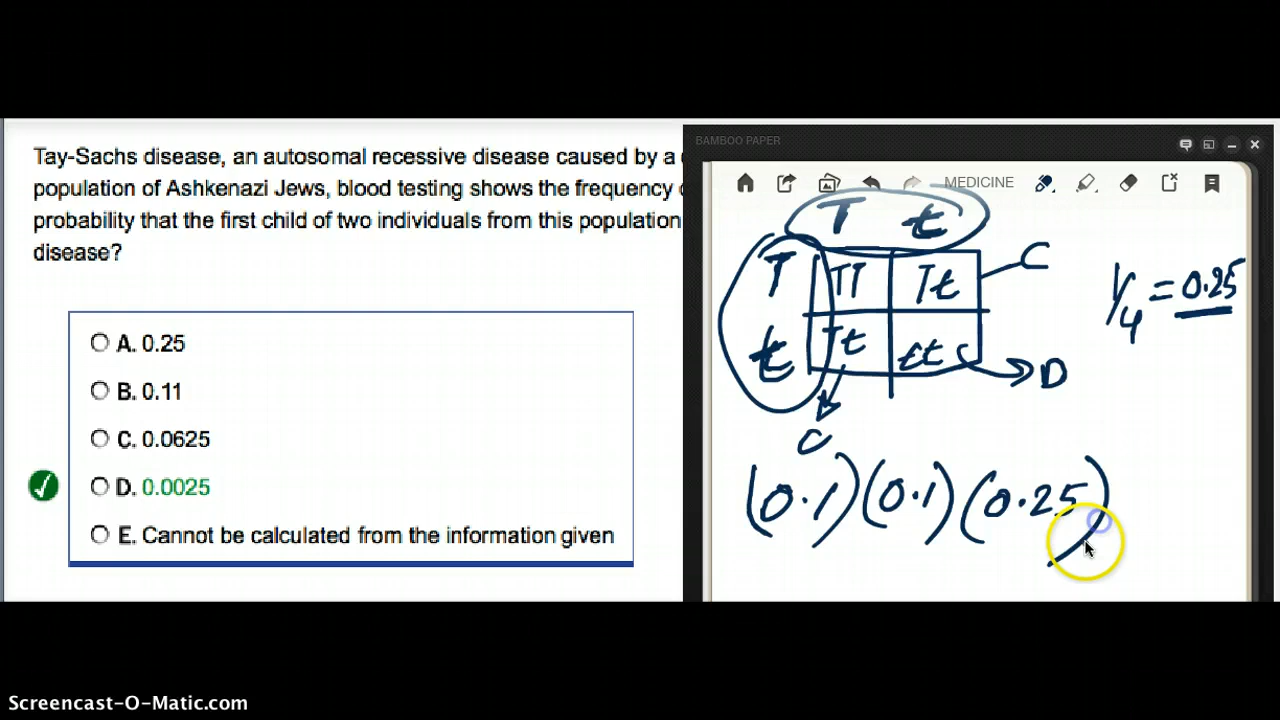 Tay-Sachs disease, an autosomal recessive disease caused by a
population of Ashkenazi Jews, blood testing shows the frequency
probability that the first child of two individuals from this population
disease?
A. 0.25
B. 0.11
C. 0.0625
D. 0.0025
E. Cannot be calculated from the information given
BAMBOO PAPER
MEDICINE
T t
T TT Tt C
t Tt tt D
C
1/4 = 0.25
(0.1)(0.1)(0.25)
Screencast-O-Matic.com